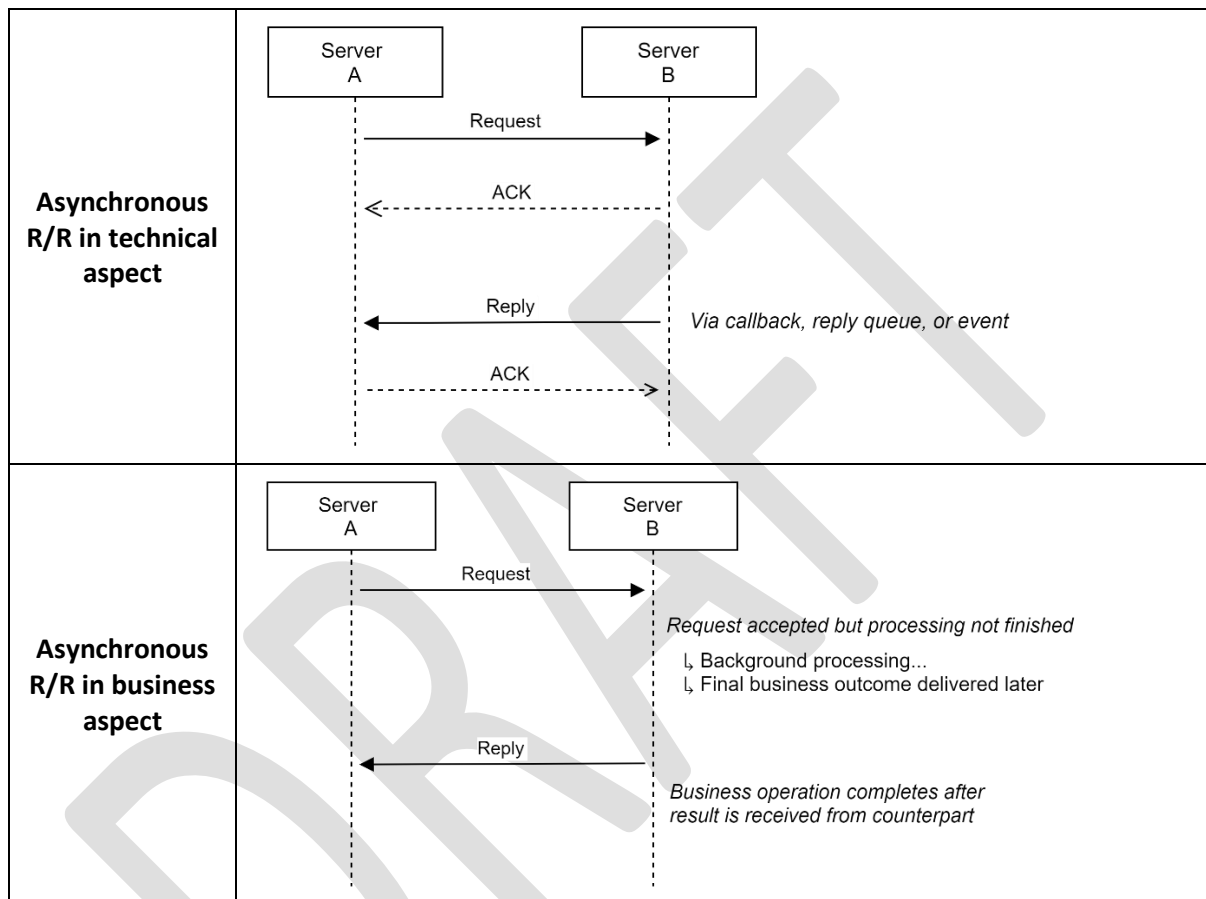 Asynchronous
R/R in technical
aspect
Server
A
Server
B
Request
ACK
Reply
Via callback, reply queue, or event
ACK
Asynchronous
R/R in business
aspect
Server
A
Server
B
Request
Request accepted but processing not finished
↳ Background processing...
↳ Final business outcome delivered later
Reply
Business operation completes after
result is received from counterpart
DRAFT